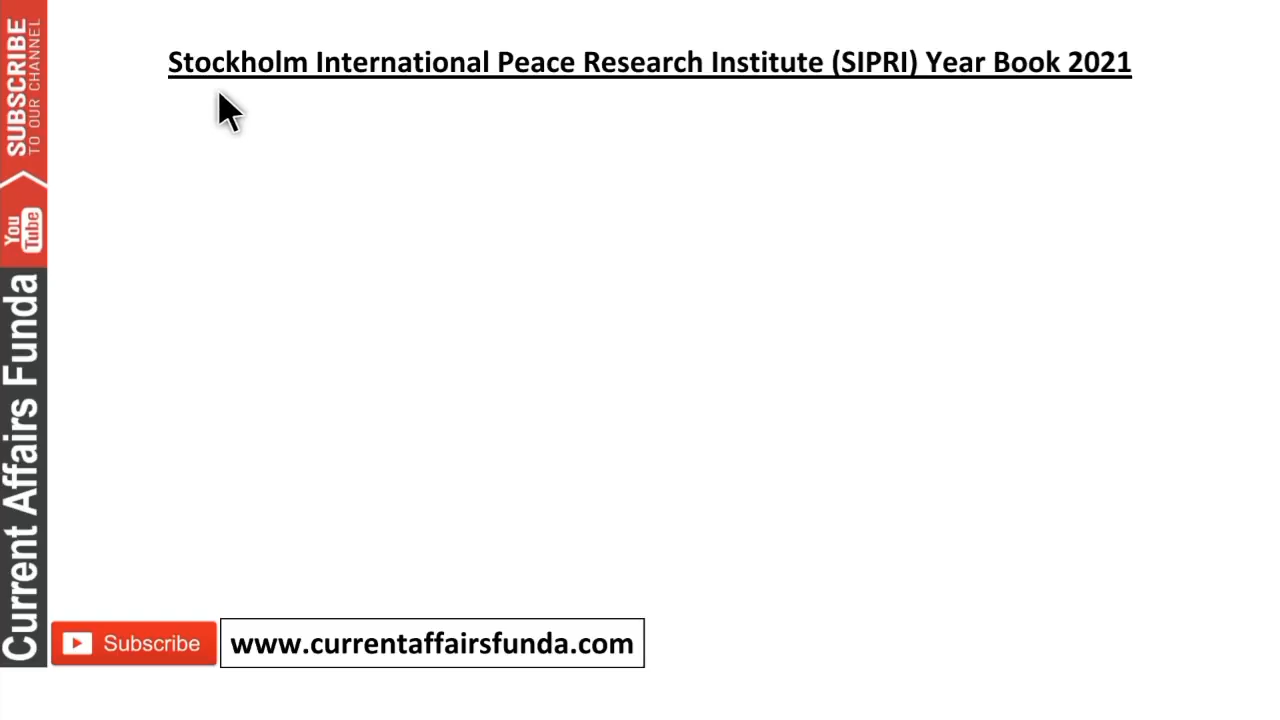 Stockholm International Peace Research Institute (SIPRI) Year Book 2021
SUBSCRIBE
TO OUR CHANNEL
You
Tube
Current Affairs Funda
Subscribe
www.currentaffairsfunda.com